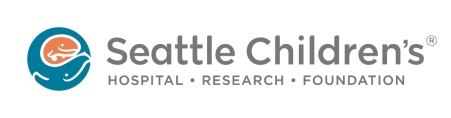 Seattle Children's®
HOSPITAL • RESEARCH • FOUNDATION